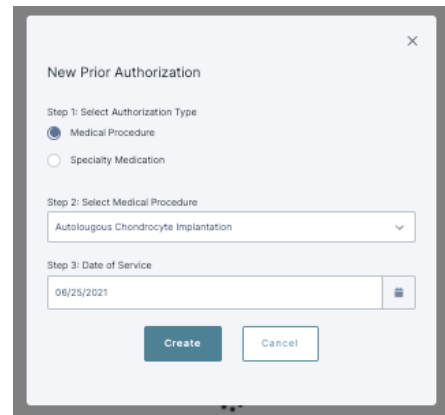 New Prior Authorization
Step 1: Select Authorization Type
Medical Procedure
Specialty Medication
Step 2: Select Medical Procedure
Autolougous Chondrocyte Implantation
Step 3: Date of Service
06/25/2021
Create
Cancel